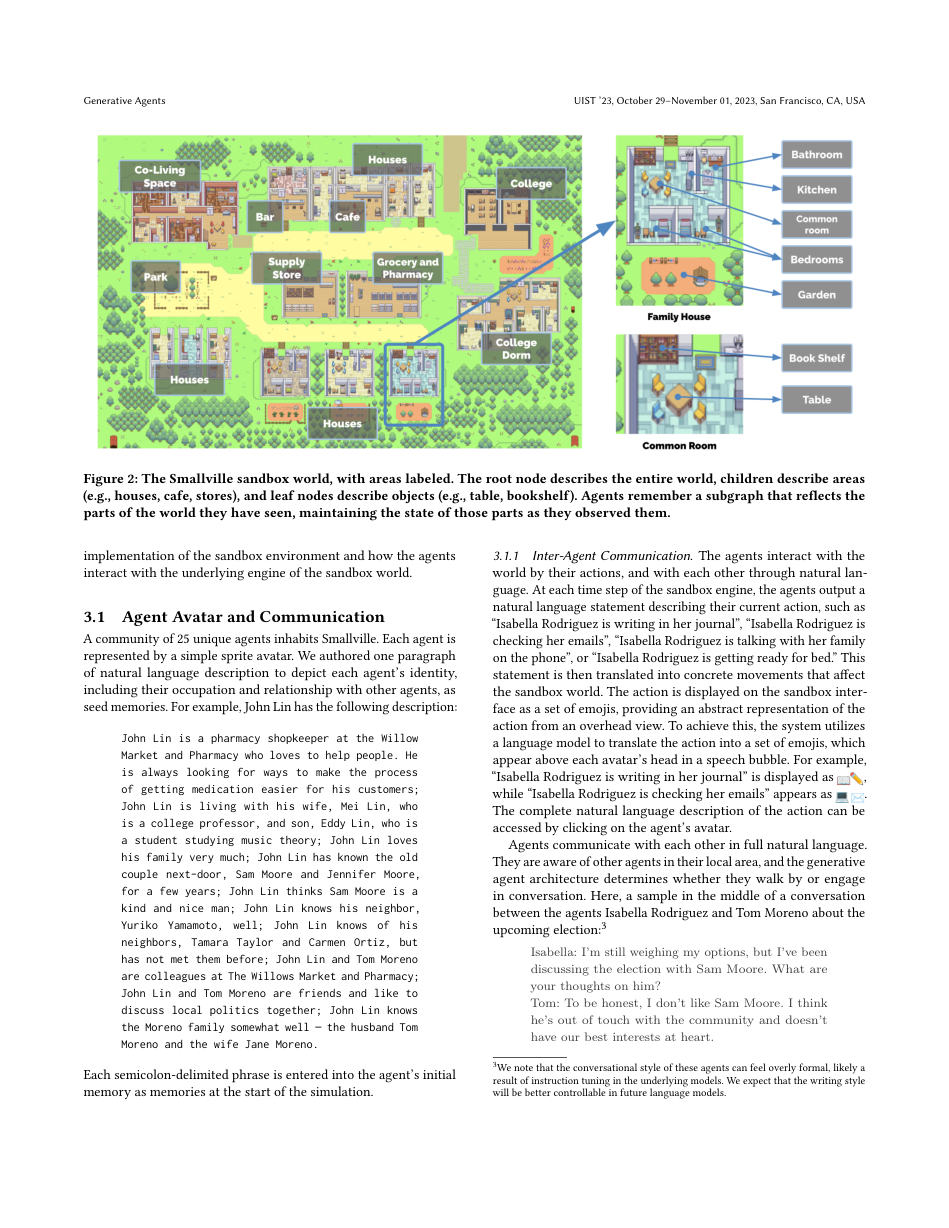 Generative Agents
UIST '23, October 29–November 01, 2023, San Francisco, CA, USA
Co-Living
Space
Houses
College
Bar
Cafe
Park
Supply
Store
Grocery and
Pharmacy
College
Dorm
Houses
Houses
Bathroom
Kitchen
Common
room
Bedrooms
Garden
Family House
Book Shelf
Table
Common Room
Figure 2: The Smallville sandbox world, with areas labeled. The root node describes the entire world, children describe areas
(e.g., houses, cafe, stores), and leaf nodes describe objects (e.g., table, bookshelf). Agents remember a subgraph that reflects the
parts of the world they have seen, maintaining the state of those parts as they observed them.
implementation of the sandbox environment and how the agents
interact with the underlying engine of the sandbox world.
3.1 Agent Avatar and Communication
A community of 25 unique agents inhabits Smallville. Each agent is
represented by a simple sprite avatar. We authored one paragraph
of natural language description to depict each agent's identity,
including their occupation and relationship with other agents, as
seed memories. For example, John Lin has the following description:
John Lin is a pharmacy shopkeeper at the Willow
Market and Pharmacy who loves to help people. He
is always looking for ways to make the process
of getting medication easier for his customers;
John Lin is living with his wife, Mei Lin, who
is a college professor, and son, Eddy Lin, who is
a student studying music theory; John Lin loves
his family very much; John Lin has known the old
couple next-door, Sam Moore and Jennifer Moore,
for a few years; John Lin thinks Sam Moore is a
kind and nice man; John Lin knows his neighbor,
Yuriko Yamamoto, well; John Lin knows of his
neighbors, Tamara Taylor and Carmen Ortiz, but
has not met them before; John Lin and Tom Moreno
are colleagues at The Willows Market and Pharmacy;
John Lin and Tom Moreno are friends and like to
discuss local politics together; John Lin knows
the Moreno family somewhat well — the husband Tom
Moreno and the wife Jane Moreno.
Each semicolon-delimited phrase is entered into the agent's initial
memory as memories at the start of the simulation.
3.1.1 Inter-Agent Communication. The agents interact with the
world by their actions, and with each other through natural lan-
guage. At each time step of the sandbox engine, the agents output a
natural language statement describing their current action, such as
“Isabella Rodriguez is writing in her journal”, “Isabella Rodriguez is
checking her emails”, “Isabella Rodriguez is talking with her family
on the phone”, or “Isabella Rodriguez is getting ready for bed.” This
statement is then translated into concrete movements that affect
the sandbox world. The action is displayed on the sandbox inter-
face as a set of emojis, providing an abstract representation of the
action from an overhead view. To achieve this, the system utilizes
a language model to translate the action into a set of emojis, which
appear above each avatar's head in a speech bubble. For example,
“Isabella Rodriguez is writing in her journal” is displayed as 📖✏️,
while “Isabella Rodriguez is checking her emails” appears as 💻✉️.
The complete natural language description of the action can be
accessed by clicking on the agent's avatar.
Agents communicate with each other in full natural language.
They are aware of other agents in their local area, and the generative
agent architecture determines whether they walk by or engage
in conversation. Here, a sample in the middle of a conversation
between the agents Isabella Rodriguez and Tom Moreno about the
upcoming election:3
Isabella: I'm still weighing my options, but I've been
discussing the election with Sam Moore. What are
your thoughts on him?
Tom: To be honest, I don't like Sam Moore. I think
he's out of touch with the community and doesn't
have our best interests at heart.
3We note that the conversational style of these agents can feel overly formal, likely a
result of instruction tuning in the underlying models. We expect that the writing style
will be better controllable in future language models.